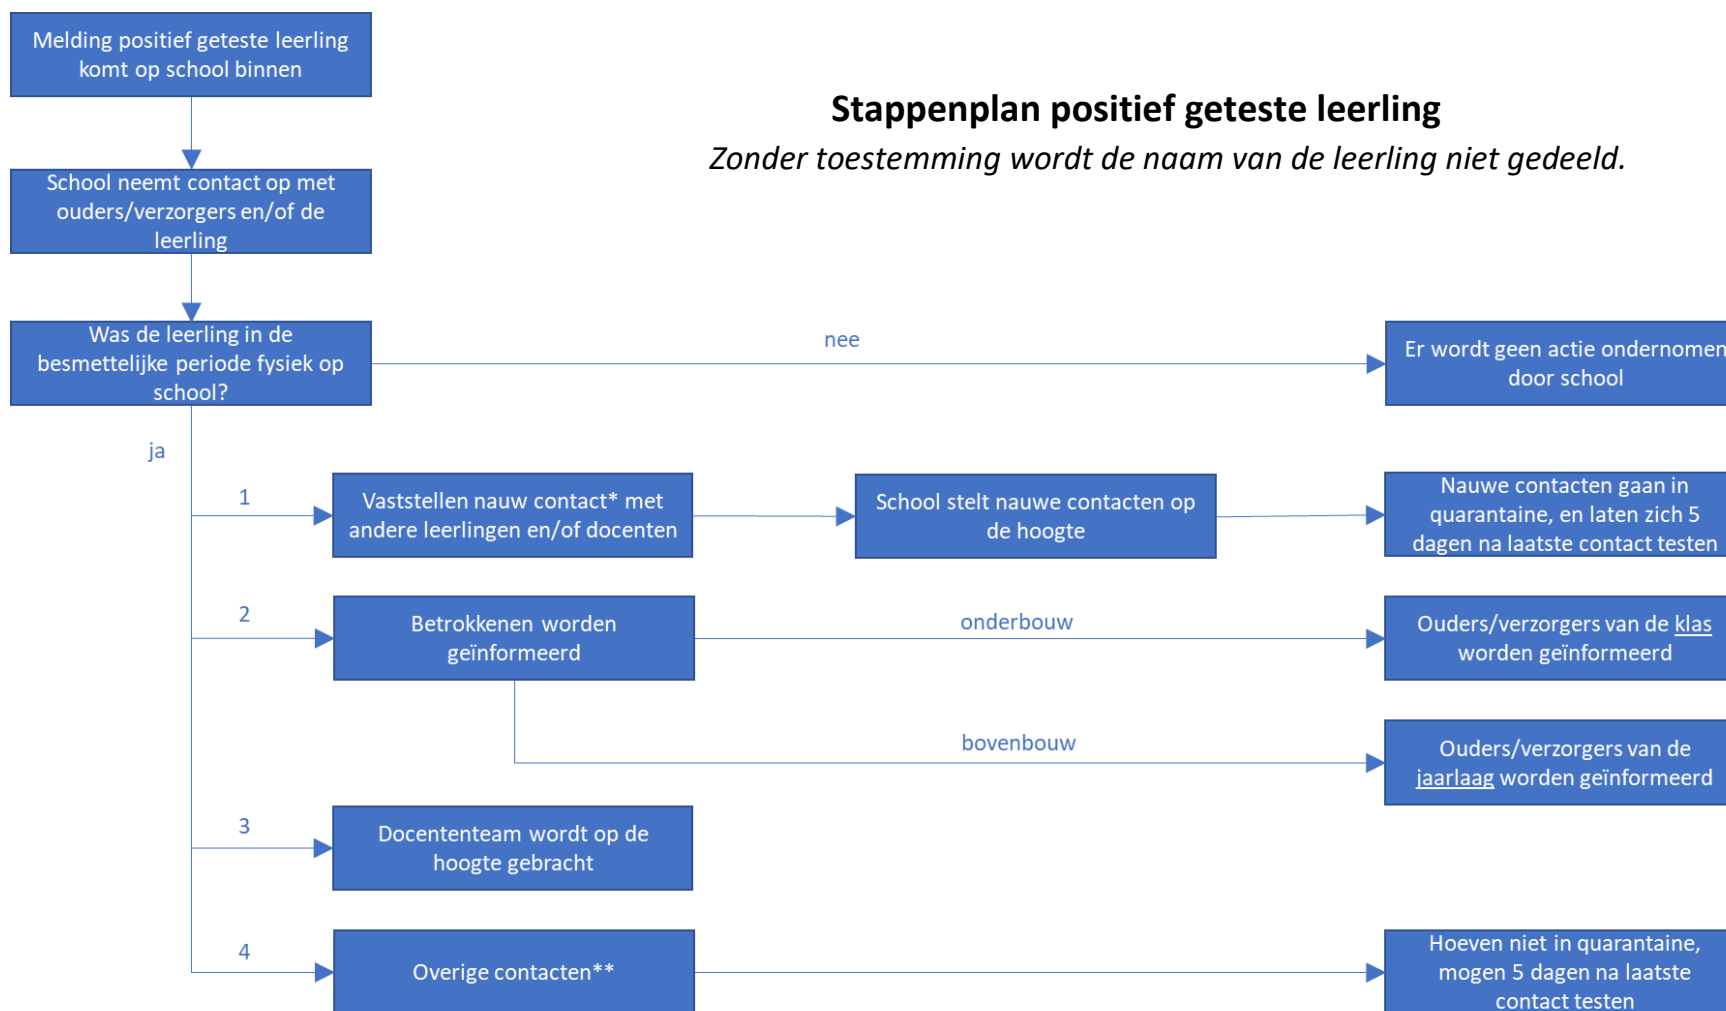 Melding positief geteste leerling
komt op school binnen
Stappenplan positief geteste leerling
Zonder toestemming wordt de naam van de leerling niet gedeeld.
School neemt contact op met
ouders/verzorgers en/of de
leerling
Was de leerling in de
besmettelijke periode fysiek op
school?
nee
Er wordt geen actie ondernomen
door school
ja
1
Vaststellen nauw contact* met
andere leerlingen en/of docenten
School stelt nauwe contacten op
de hoogte
Nauwe contacten gaan in
quarantaine, en laten zich 5
dagen na laatste contact testen
2
Betrokkenen worden
geïnformeerd
onderbouw
Ouders/verzorgers van de klas
worden geïnformeerd
bovenbouw
Ouders/verzorgers van de
jaarlaag worden geïnformeerd
3
Docententeam wordt op de
hoogte gebracht
4
Overige contacten**
Hoeven niet in quarantaine,
mogen 5 dagen na laatste
contact testen